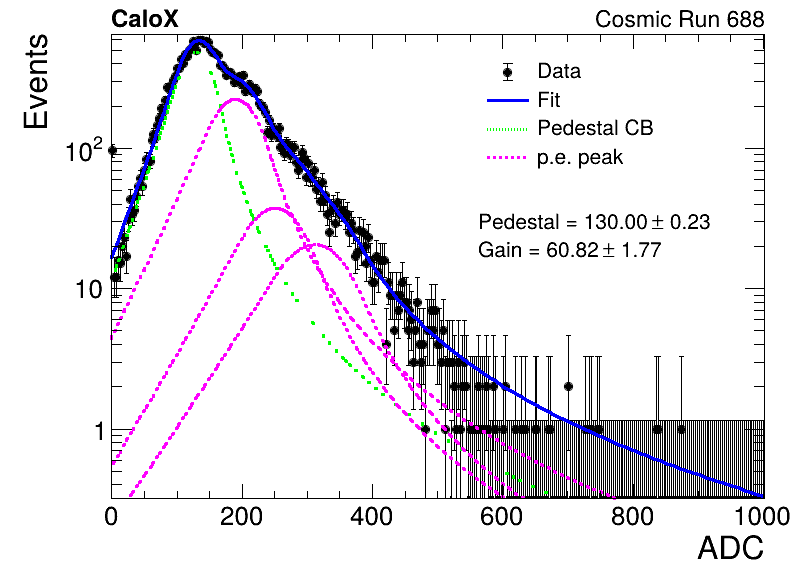 CaloX
Cosmic Run 688
Events
Data
Fit
Pedestal CB
p.e. peak
Pedestal = 130.00 ± 0.23
Gain = 60.82 ± 1.77
10²
10
1
0 200 400 600 800 1000
ADC